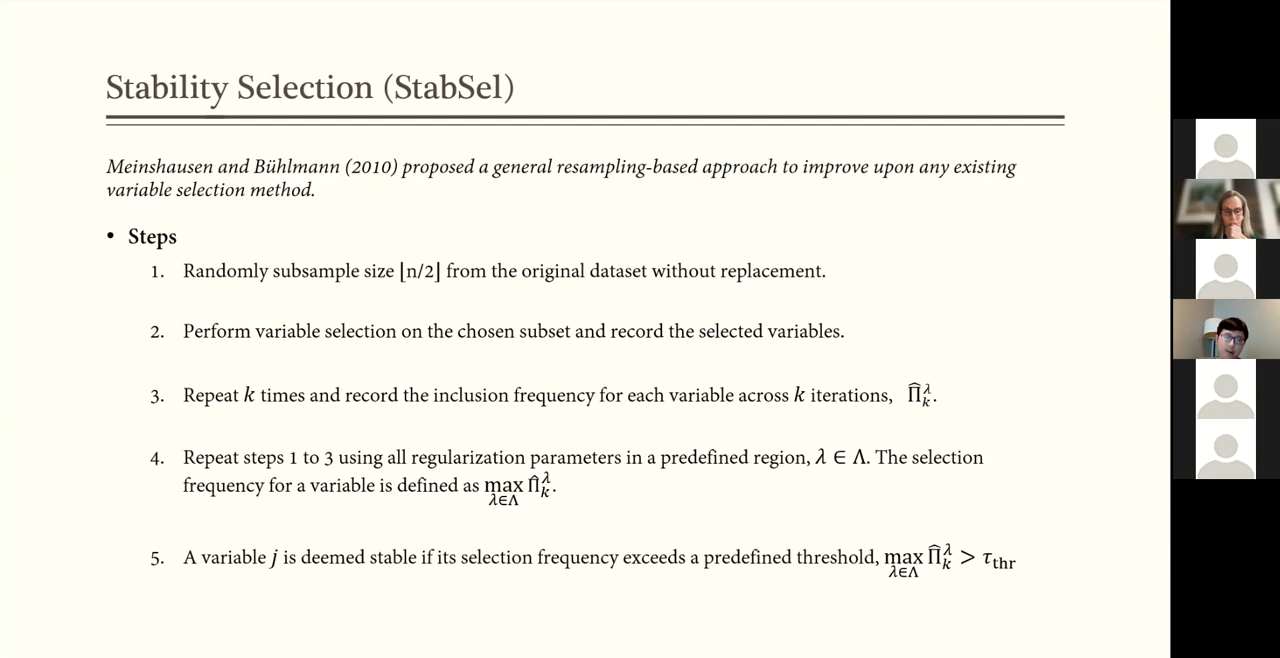 Stability Selection (StabSel)
Meinshausen and Bühlmann (2010) proposed a general resampling-based approach to improve upon any existing
variable selection method.
• Steps
1. Randomly subsample size ⌊n/2⌋ from the original dataset without replacement.
2. Perform variable selection on the chosen subset and record the selected variables.
3. Repeat k times and record the inclusion frequency for each variable across k iterations, Π̂ₖ^λ.
4. Repeat steps 1 to 3 using all regularization parameters in a predefined region, λ ∈ Λ. The selection
frequency for a variable is defined as max_{λ∈Λ} Π̂ₖ^λ.
5. A variable j is deemed stable if its selection frequency exceeds a predefined threshold, max_{λ∈Λ} Π̂ₖ^λ > τ_thr